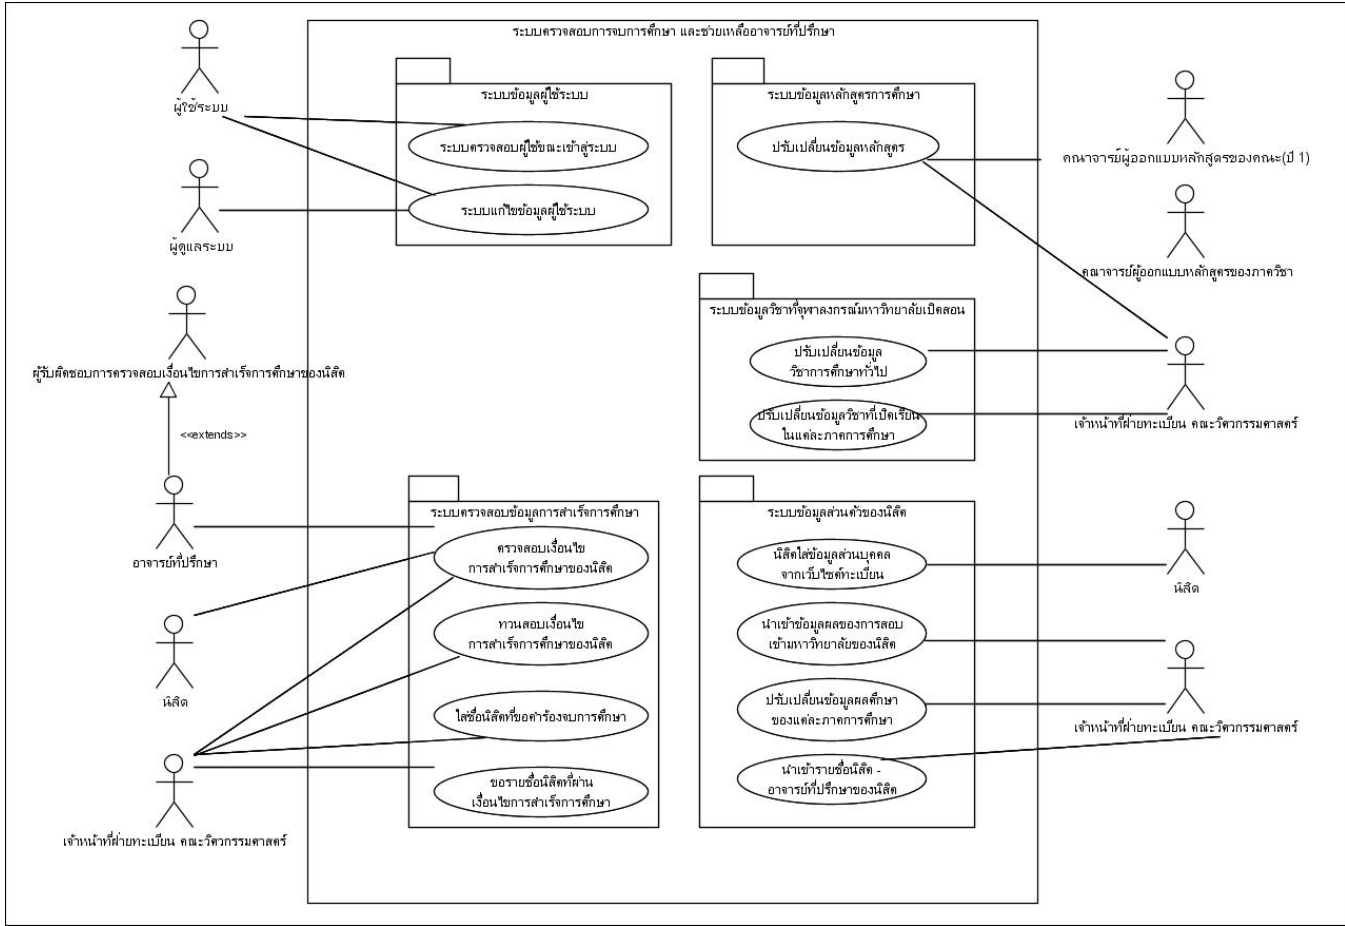 ระบบตรวจสอบการจบการศึกษา และช่วยเหลืออาจารย์ที่ปรึกษา
ผู้ใช้ระบบ
ผู้ดูแลระบบ
ระบบข้อมูลผู้ใช้ระบบ
ระบบตรวจสอบผู้ใช้ขณะเข้าสู่ระบบ
ระบบแก้ไขข้อมูลผู้ใช้ระบบ
ระบบข้อมูลหลักสูตรการศึกษา
ปรับเปลี่ยนข้อมูลหลักสูตร
คณาจารย์ผู้ออกแบบหลักสูตรของคณะ(ปี 1)
คณาจารย์ผู้ออกแบบหลักสูตรของภาควิชา
ระบบข้อมูลวิชาที่จุฬาลงกรณ์มหาวิทยาลัยเปิดสอน
ปรับเปลี่ยนข้อมูล
วิชาการศึกษาทั่วไป
ปรับเปลี่ยนข้อมูลวิชาที่เปิดเรียน
ในแต่ละภาคการศึกษา
เจ้าหน้าที่ฝ่ายทะเบียน คณะวิศวกรรมศาสตร์
ผู้รับผิดชอบการตรวจสอบเงื่อนไขการสำเร็จการศึกษาของนิสิต
<<extends>>
อาจารย์ที่ปรึกษา
นิสิต
เจ้าหน้าที่ฝ่ายทะเบียน คณะวิศวกรรมศาสตร์
ระบบตรวจสอบข้อมูลการสำเร็จการศึกษา
ตรวจสอบเงื่อนไข
การสำเร็จการศึกษาของนิสิต
ทวนสอบเงื่อนไข
การสำเร็จการศึกษาของนิสิต
ใส่ชื่อนิสิตที่ขอคำร้องจบการศึกษา
ขอรายชื่อนิสิตที่ผ่าน
เงื่อนไขการสำเร็จการศึกษา
ระบบข้อมูลส่วนตัวของนิสิต
นิสิตใส่ข้อมูลส่วนบุคคล
จากเว็บไซต์ทะเบียน
นำเข้าข้อมูลผลของการสอบ
เข้ามหาวิทยาลัยของนิสิต
ปรับเปลี่ยนข้อมูลผลศึกษา
ของแต่ละภาคการศึกษา
นำเข้ารายชื่อนิสิต -
อาจารย์ที่ปรึกษาของนิสิต
นิสิต
เจ้าหน้าที่ฝ่ายทะเบียน คณะวิศวกรรมศาสตร์